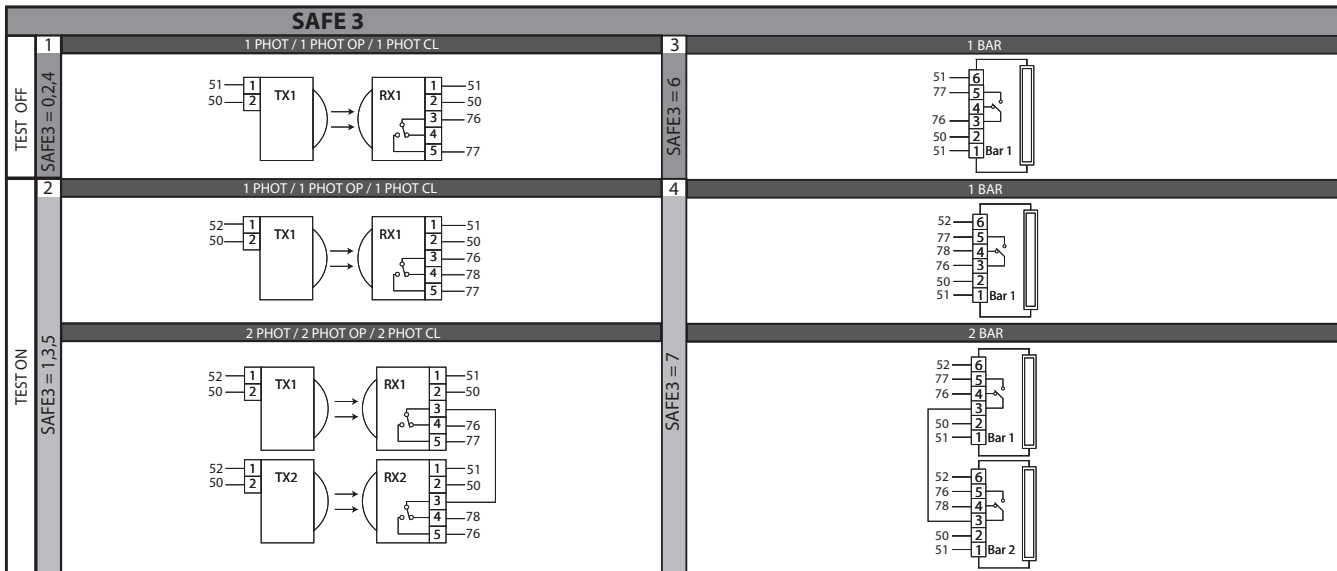 SAFE 3
TEST OFF
SAFE3 = 0,2,4
1
1 PHOT / 1 PHOT OP / 1 PHOT CL
51 1 TX1 RX1 1 51
50 2 2 50
3 76
4
5 77
SAFE3 = 6
3
1 BAR
51 6
77 5
4
76 3
50 2
51 1 Bar 1
TEST ON
SAFE3 = 1,3,5
2
1 PHOT / 1 PHOT OP / 1 PHOT CL
52 1 TX1 RX1 1 51
50 2 2 50
3 76
4 78
5 77
2 PHOT / 2 PHOT OP / 2 PHOT CL
52 1 TX1 RX1 1 51
50 2 2 50
3
4 76
5 77
52 1 TX2 RX2 1 51
50 2 2 50
3
4 78
5 76
SAFE3 = 7
4
1 BAR
52 6
77 5
78 4
76 3
50 2
51 1 Bar 1
2 BAR
52 6
77 5
76 4
3
50 2
51 1 Bar 1
52 6
76 5
78 4
3
50 2
51 1 Bar 2